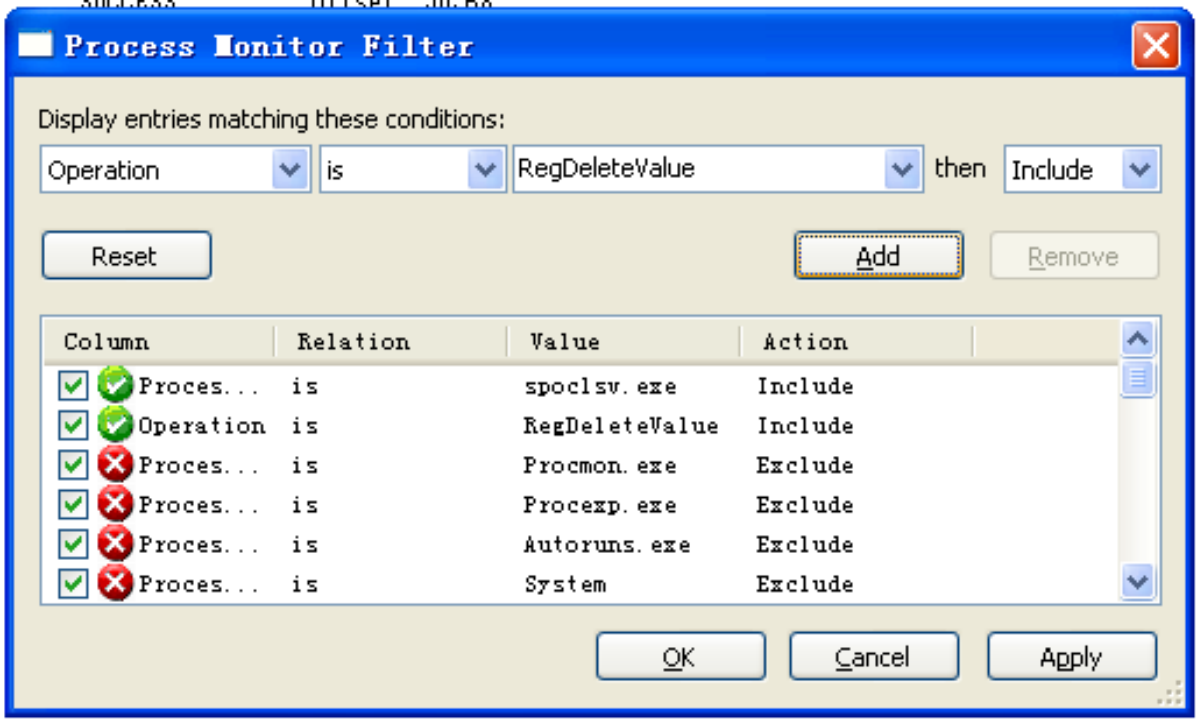 Process Monitor Filter
Display entries matching these conditions:
Operation is RegDeleteValue then Include
Reset Add Remove
Column Relation Value Action
Proces... is spoclsv.exe Include
Operation is RegDeleteValue Include
Proces... is Procmon.exe Exclude
Proces... is Procexp.exe Exclude
Proces... is Autoruns.exe Exclude
Proces... is System Exclude
OK Cancel Apply